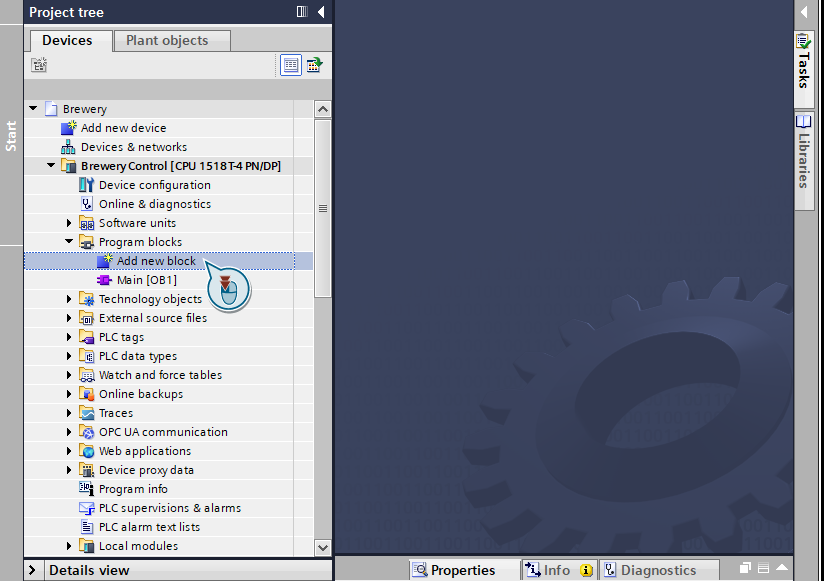 Project tree
Devices
Plant objects
Start
Brewery
Add new device
Devices & networks
Brewery Control [CPU 1518T-4 PN/DP]
Device configuration
Online & diagnostics
Software units
Program blocks
Add new block
Main [OB1]
Technology objects
External source files
PLC tags
PLC data types
Watch and force tables
Online backups
Traces
OPC UA communication
Web applications
Device proxy data
Program info
PLC supervisions & alarms
PLC alarm text lists
Local modules
Details view
Properties
Info
Diagnostics
Tasks
Libraries